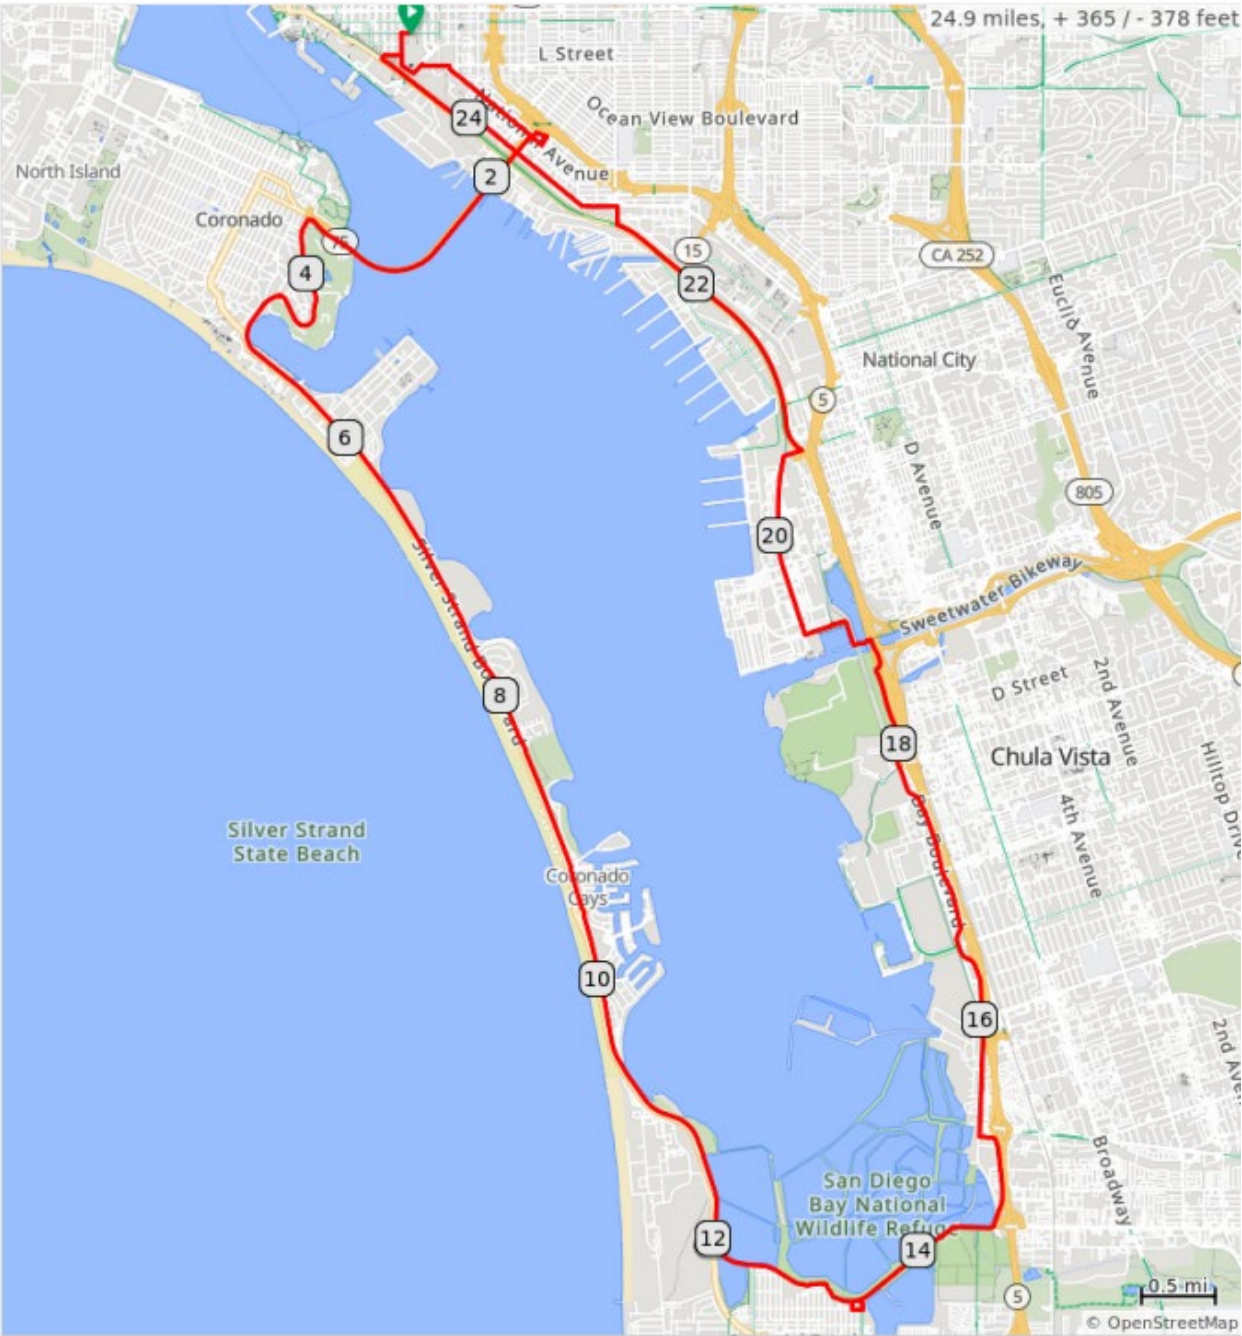 24.9 miles, + 365 / - 378 feet
L Street
Ocean View Boulevard
24
National Avenue
2
North Island
Coronado
75
15
CA 252
4
22
Euclid Avenue
National City
5
6
D Avenue
805
20
Silver Strand Bo
ard
Sweetwater Bikeway
8
D Street
2nd Avenue
18
Chula Vista
Hilltop Drive
Bay Boulevard
4th Avenue
Silver Strand
State Beach
Coronado
Cays
10
16
2nd Aven
Broadway
San Diego
Bay National
Wildlife Refuge
12
14
5
0.5 mi
© OpenStreetMap